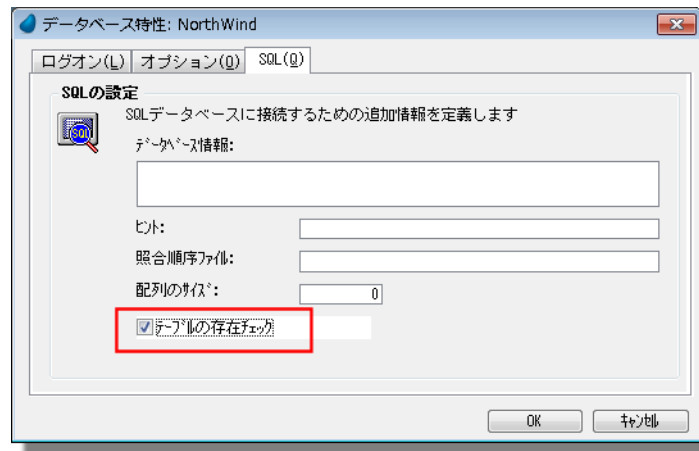 データベース特性: NorthWind
ログオン(L) オプション(O) SQL(Q)
SQLの設定
SQL
SQLデータベースに接続するための追加情報を定義します
ﾃﾞｰﾀﾍﾞｰｽ情報:
ﾋﾝﾄ:
照合順序ﾌｧｲﾙ:
配列のｻｲｽﾞ: 0
ﾃｰﾌﾞﾙの存在ﾁｪｯｸ
OK ｷｬﾝｾﾙ